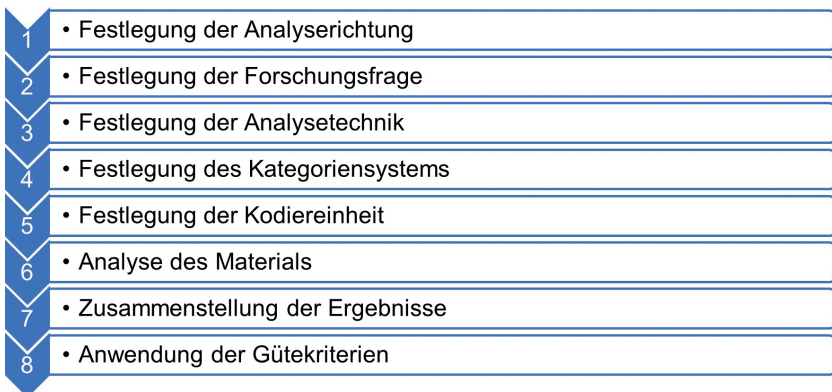 1 • Festlegung der Analyserichtung
2 • Festlegung der Forschungsfrage
3 • Festlegung der Analysetechnik
4 • Festlegung des Kategoriensystems
5 • Festlegung der Kodiereinheit
6 • Analyse des Materials
7 • Zusammenstellung der Ergebnisse
8 • Anwendung der Gütekriterien